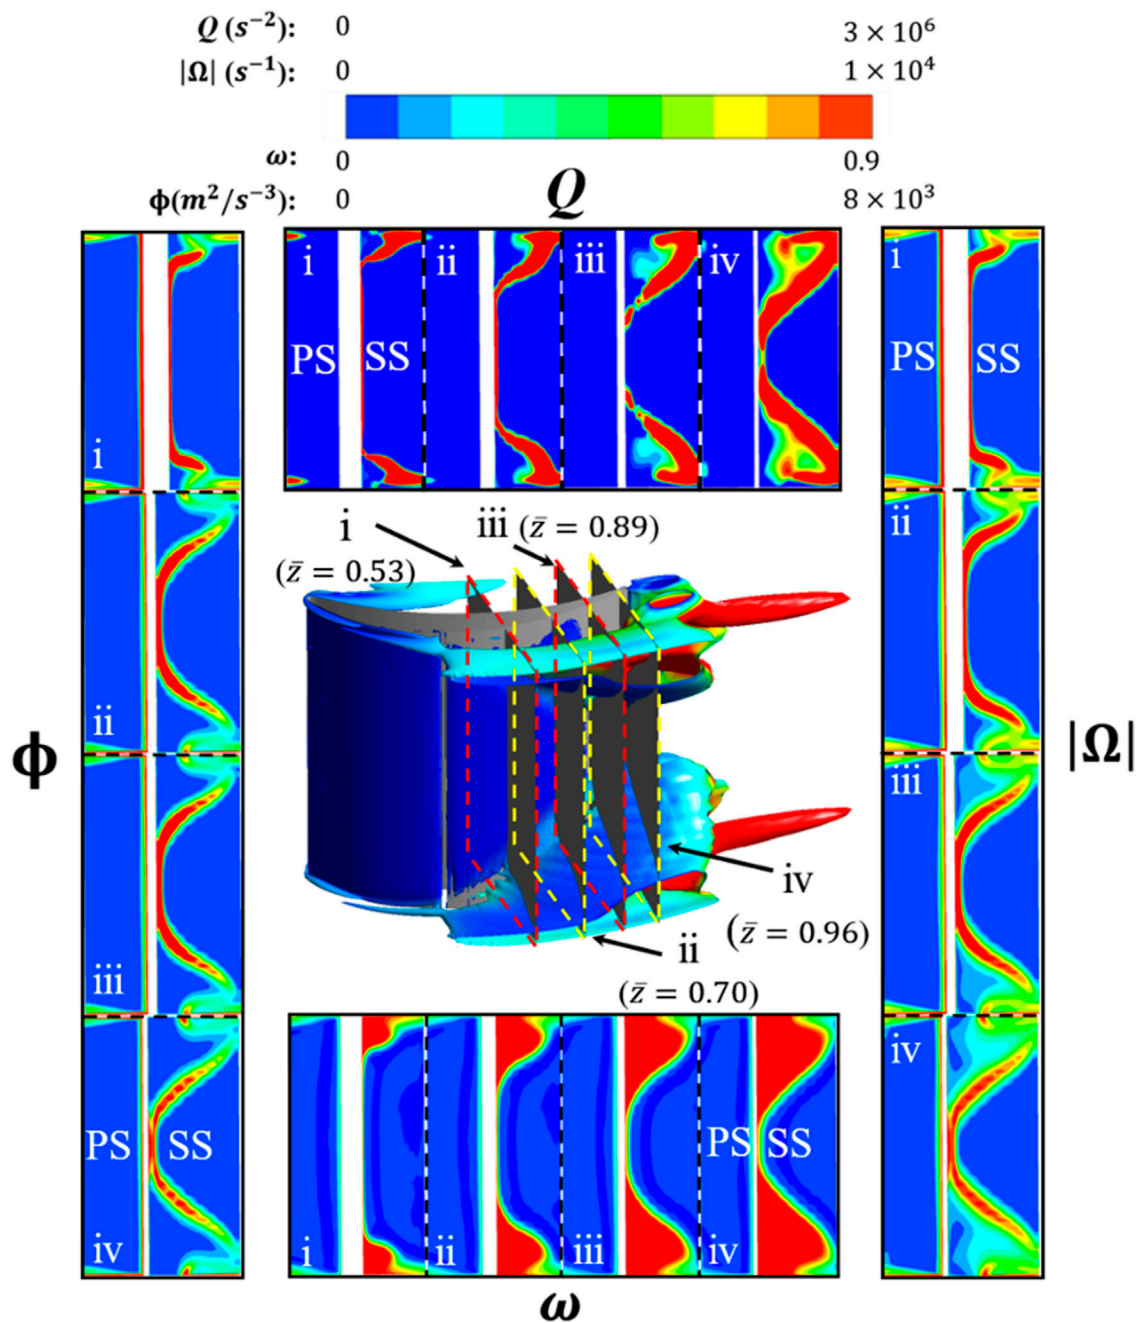 Q (s⁻²): 0 3 × 10⁶
|Ω| (s⁻¹): 0 1 × 10⁴
ω: 0 0.9
ϕ(m²/s⁻³): 0 8 × 10³
Q
i ii iii iv
PS SS
i
ii
iii
PS SS
iv
ϕ
i
PS SS
ii
iii
iv
|Ω|
i
(z̄ = 0.53)
iii (z̄ = 0.89)
iv
(z̄ = 0.96)
ii
(z̄ = 0.70)
PS SS
i ii iii iv
ω